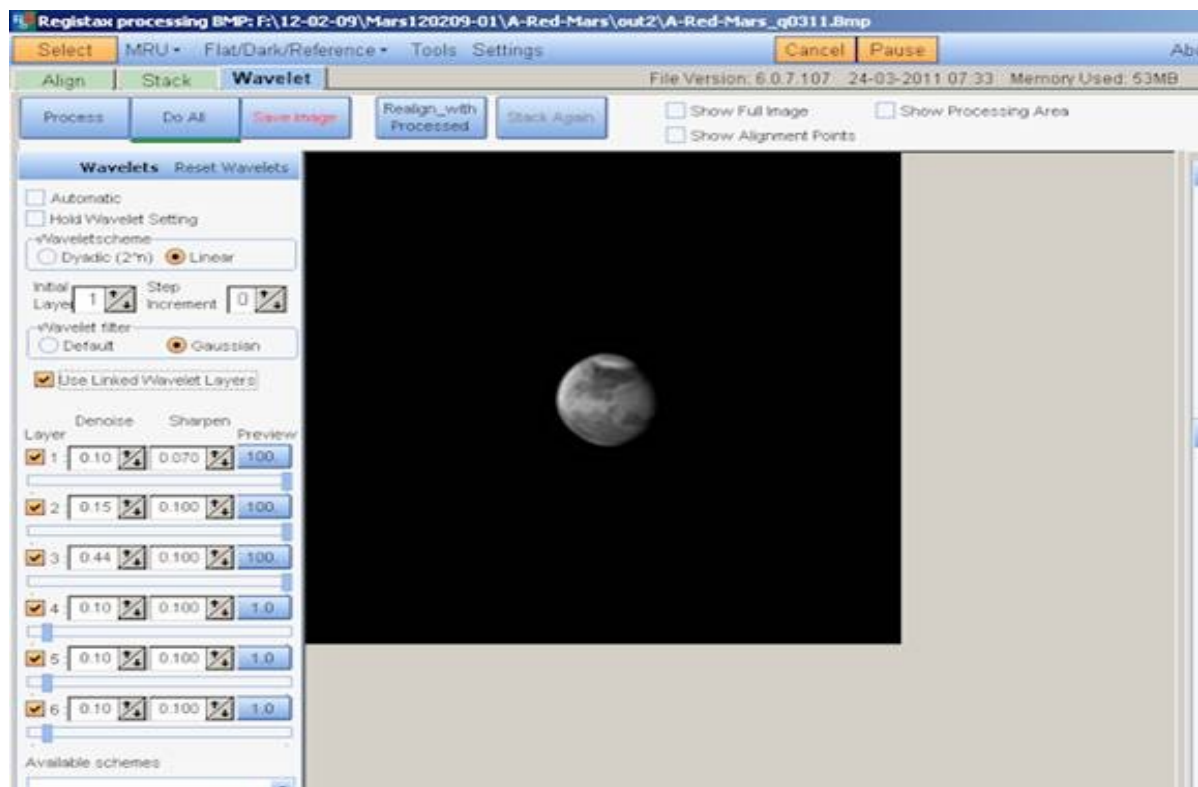 Registax processing BMP: F:\12-02-09\Mars120209-01\A-Red-Mars\out2\A-Red-Mars_q0311.Bmp
Select MRU Flat/Dark/Reference Tools Settings Cancel Pause
Align Stack Wavelet File Version: 6.0.7.107 24-03-2011 07:33 Memory Used: 53MB
Process Do All Save Image Realign_with Processed Stack Again Show Full Image Show Processing Area
Show Alignment Points
Wavelets Reset Wavelets
Automatic
Hold Wavelet Setting
Waveletscheme
Dyadic (2^n) Linear
Initial Layer 1 Step Increment 0
Wavelet filter
Default Gaussian
Use Linked Wavelet Layers
Denoise Sharpen
Layer Preview
1 : 0.10 0.070 100.
2 : 0.15 0.100 100.
3 : 0.44 0.100 100.
4 : 0.10 0.100 1.0
5 : 0.10 0.100 1.0
6 : 0.10 0.100 1.0
Available schemes